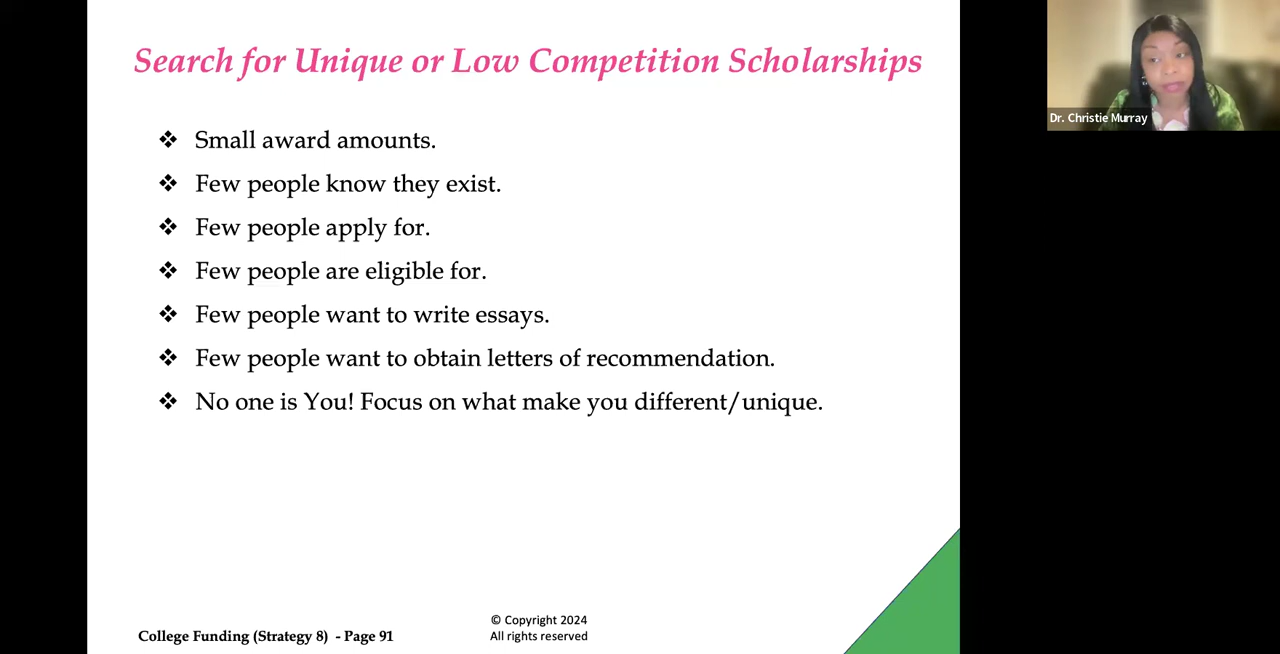 Search for Unique or Low Competition Scholarships
❖ Small award amounts.
❖ Few people know they exist.
❖ Few people apply for.
❖ Few people are eligible for.
❖ Few people want to write essays.
❖ Few people want to obtain letters of recommendation.
❖ No one is You! Focus on what make you different/unique.
College Funding (Strategy 8) - Page 91
© Copyright 2024
All rights reserved
Dr. Christie Murray